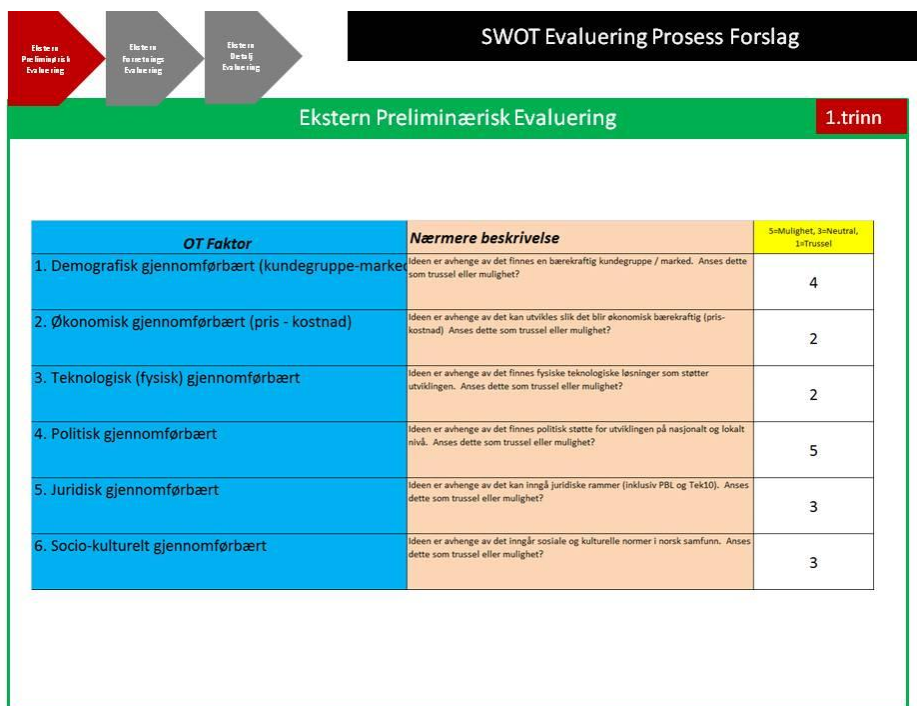 Ekstern
Preliminærisk
Evaluering
Ekstern
Forretnings
Evaluering
Ekstern
Detalj
Evaluering
SWOT Evaluering Prosess Forslag
Ekstern Preliminærisk Evaluering
1.trinn
OT Faktor
Nærmere beskrivelse
5=Mulighet, 3=Neutral,
1=Trussel
1. Demografisk gjennomførbært (kundegruppe-marked
Ideen er avhenge av det finnes en bærekraftig kundegruppe / marked. Anses dette
som trussel eller mulighet?
4
2. Økonomisk gjennomførbært (pris - kostnad)
Ideen er avhenge av det kan utvikles slik det blir økonomisk bærekraftig (pris-
kostnad) Anses dette som trussel eller mulighet?
2
3. Teknologisk (fysisk) gjennomførbært
Ideen er avhenge av det finnes fysiske teknologiske løsninger som støtter
utviklingen. Anses dette som trussel eller mulighet?
2
4. Politisk gjennomførbært
Ideen er avhenge av det finnes politisk støtte for utviklingen på nasjonalt og lokalt
nivå. Anses dette som trussel eller mulighet?
5
5. Juridisk gjennomførbært
Ideen er avhenge av det kan inngå juridiske rammer (inklusiv PBL og Tek10). Anses
dette som trussel eller mulighet?
3
6. Socio-kulturelt gjennomførbært
Ideen er avhenge av det inngår sosiale og kulturelle normer i norsk samfunn. Anses
dette som trussel eller mulighet?
3